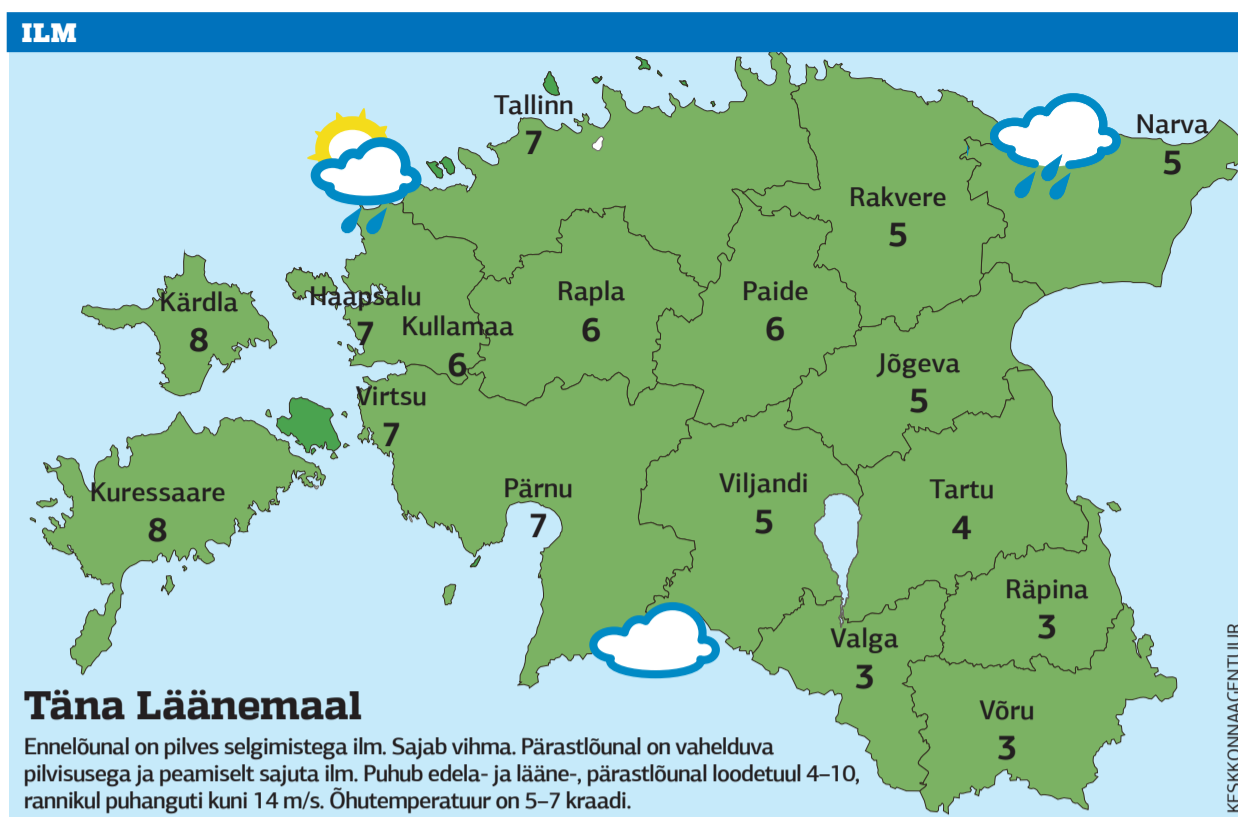 ILM
Tallinn
7
Narva
5
Rakvere
5
Kärdla
8
Haapsalu
7
Kullamaa
6
Rapla
6
Paide
6
Jõgeva
5
Virtsu
7
Kuressaare
8
Pärnu
7
Viljandi
5
Tartu
4
Räpina
3
Valga
3
Võru
3
Täna Läänemaal
Ennelõunal on pilves selgimistega ilm. Sajab vihma. Pärastlõunal on vahelduva
pilvisusega ja peamiselt sajuta ilm. Puhub edela- ja lääne-, pärastlõunal loodetuul 4–10,
rannikul puhanguti kuni 14 m/s. Õhutemperatuur on 5–7 kraadi.
KESKKONNAAGENTUUR